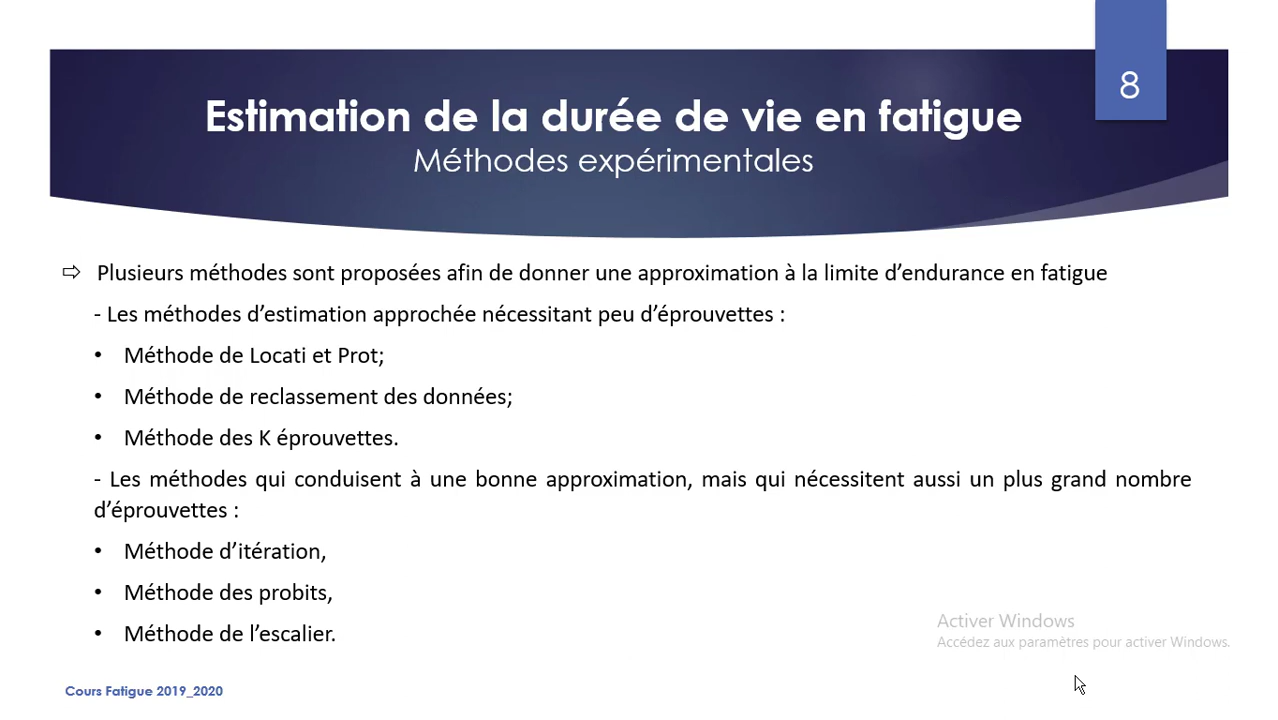 8
Estimation de la durée de vie en fatigue
Méthodes expérimentales
⇨ Plusieurs méthodes sont proposées afin de donner une approximation à la limite d’endurance en fatigue
- Les méthodes d’estimation approchée nécessitant peu d’éprouvettes :
• Méthode de Locati et Prot;
• Méthode de reclassement des données;
• Méthode des K éprouvettes.
- Les méthodes qui conduisent à une bonne approximation, mais qui nécessitent aussi un plus grand nombre
d’éprouvettes :
• Méthode d’itération,
• Méthode des probits,
• Méthode de l’escalier.
Activer Windows
Accédez aux paramètres pour activer Windows.
Cours Fatigue 2019_2020